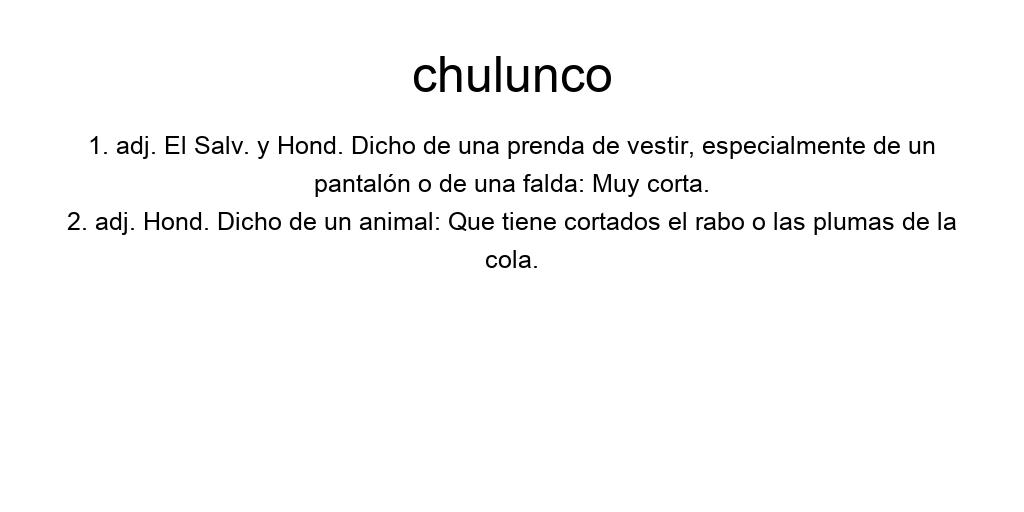 chulunco
1. adj. El Salv. y Hond. Dicho de una prenda de vestir, especialmente de un
pantalón o de una falda: Muy corta.
2. adj. Hond. Dicho de un animal: Que tiene cortados el rabo o las plumas de la
cola.